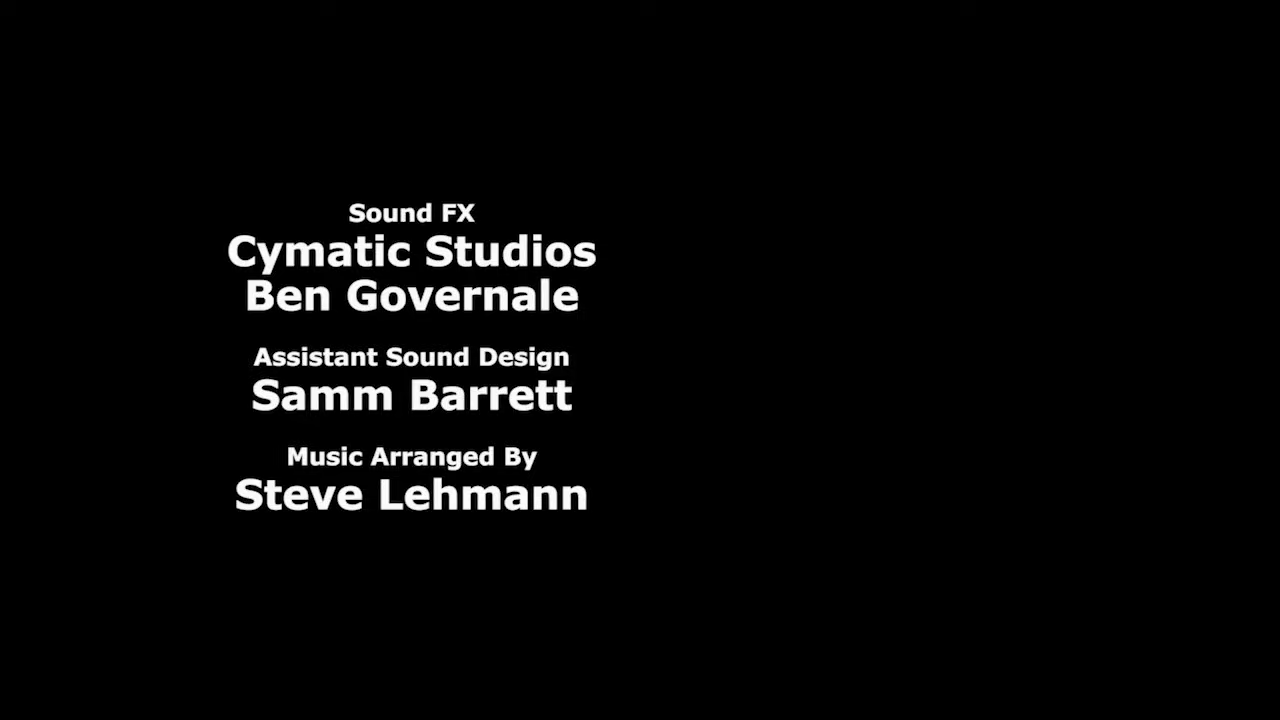 Sound FX
Cymatic Studios
Ben Governale
Assistant Sound Design
Samm Barrett
Music Arranged By
Steve Lehmann